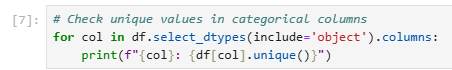 [7]: # Check unique values in categorical columns
for col in df.select_dtypes(include='object').columns:
    print(f"{col}: {df[col].unique()}")